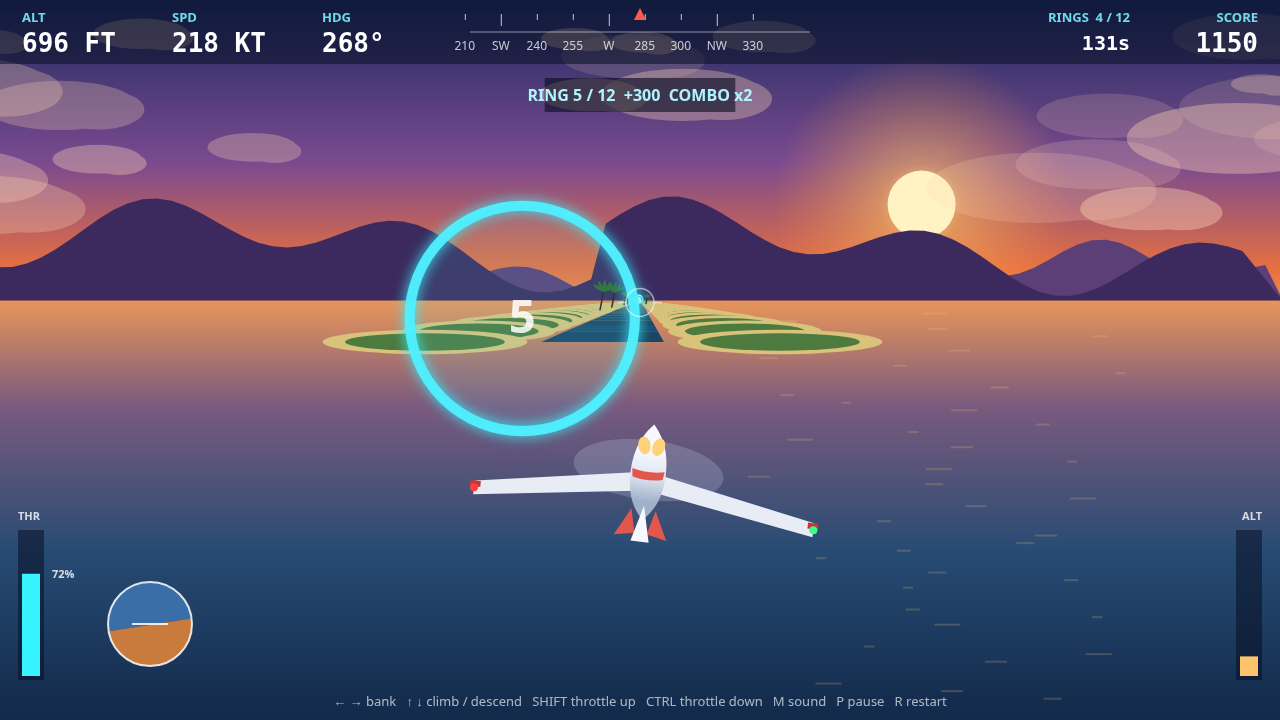 ALT SPD HDG RINGS 4 / 12 SCORE
696 FT 218 KT 268° 131s 1150
210 SW 240 255 W 285 300 NW 330
RING 5 / 12 +300 COMBO x2
5
THR ALT
72%
← → bank ↑ ↓ climb / descend SHIFT throttle up CTRL throttle down M sound P pause R restart